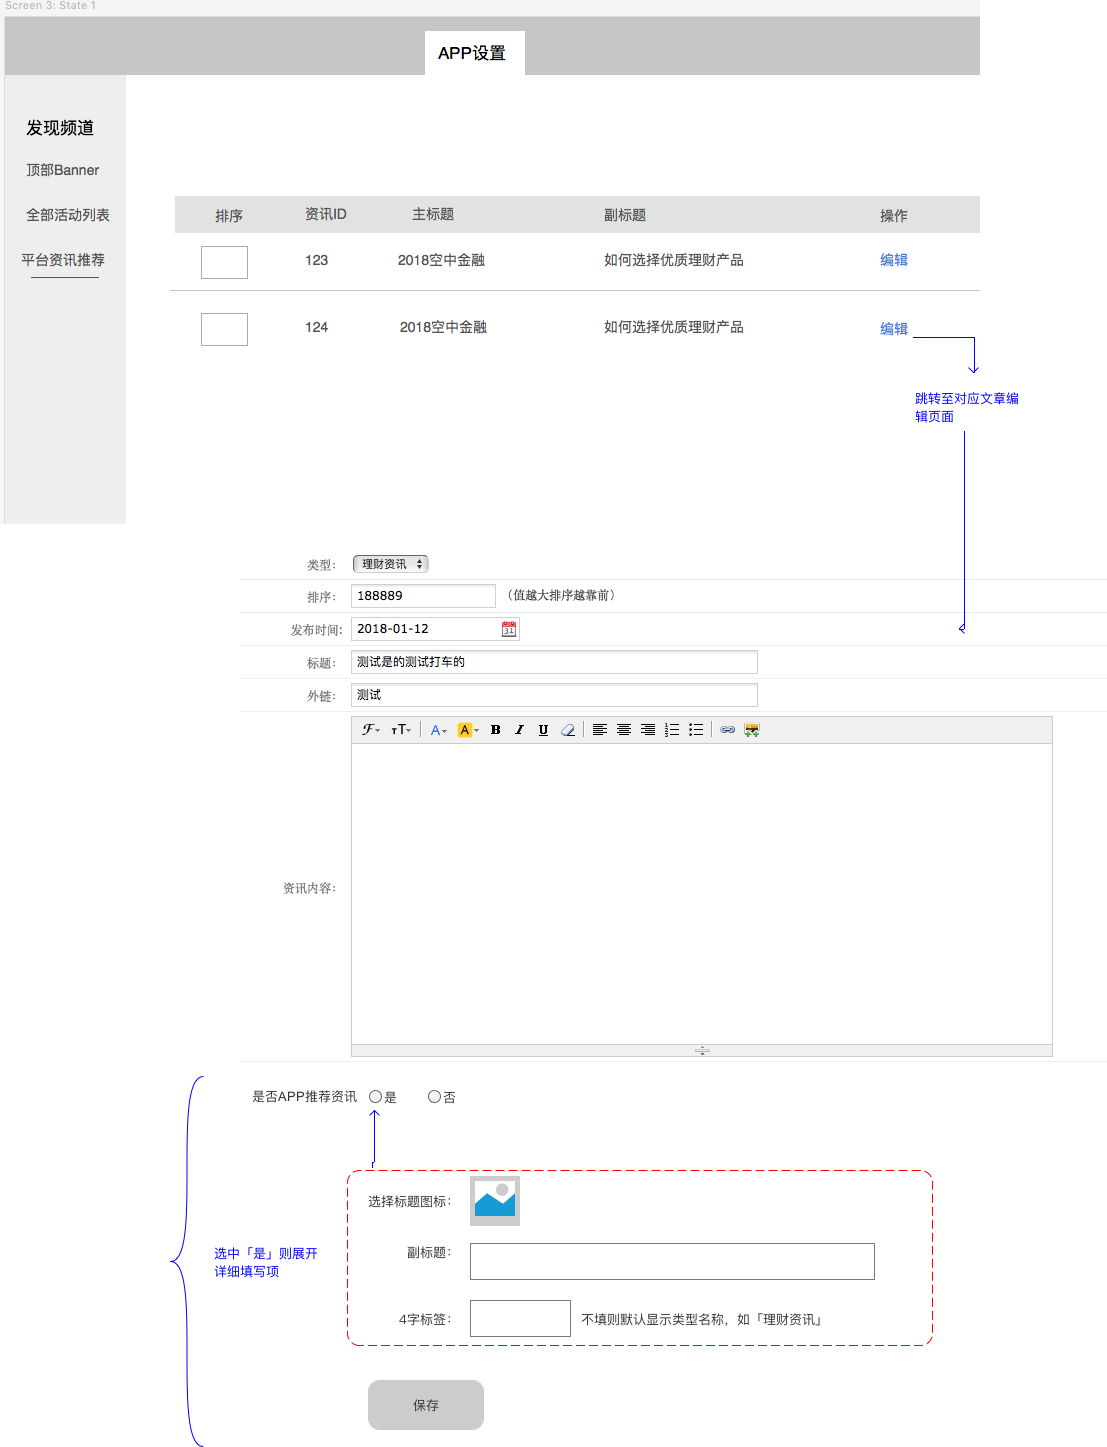 Screen 3: State 1
APP设置
发现频道
顶部Banner
全部活动列表
平台资讯推荐
排序 资讯ID 主标题 副标题 操作
123 2018空中金融 如何选择优质理财产品 编辑
124 2018空中金融 如何选择优质理财产品 编辑
跳转至对应文章编
辑页面
类型： 理财资讯
排序： 188889 （值越大排序越靠前）
发布时间： 2018-01-12 31
标题： 测试是的测试打车的
外链： 测试
F TT A A B I U
资讯内容：
是否APP推荐资讯 是 否
选择标题图标：
副标题：
选中「是」则展开
详细填写项
4字标签： 不填则默认显示类型名称，如「理财资讯」
保存